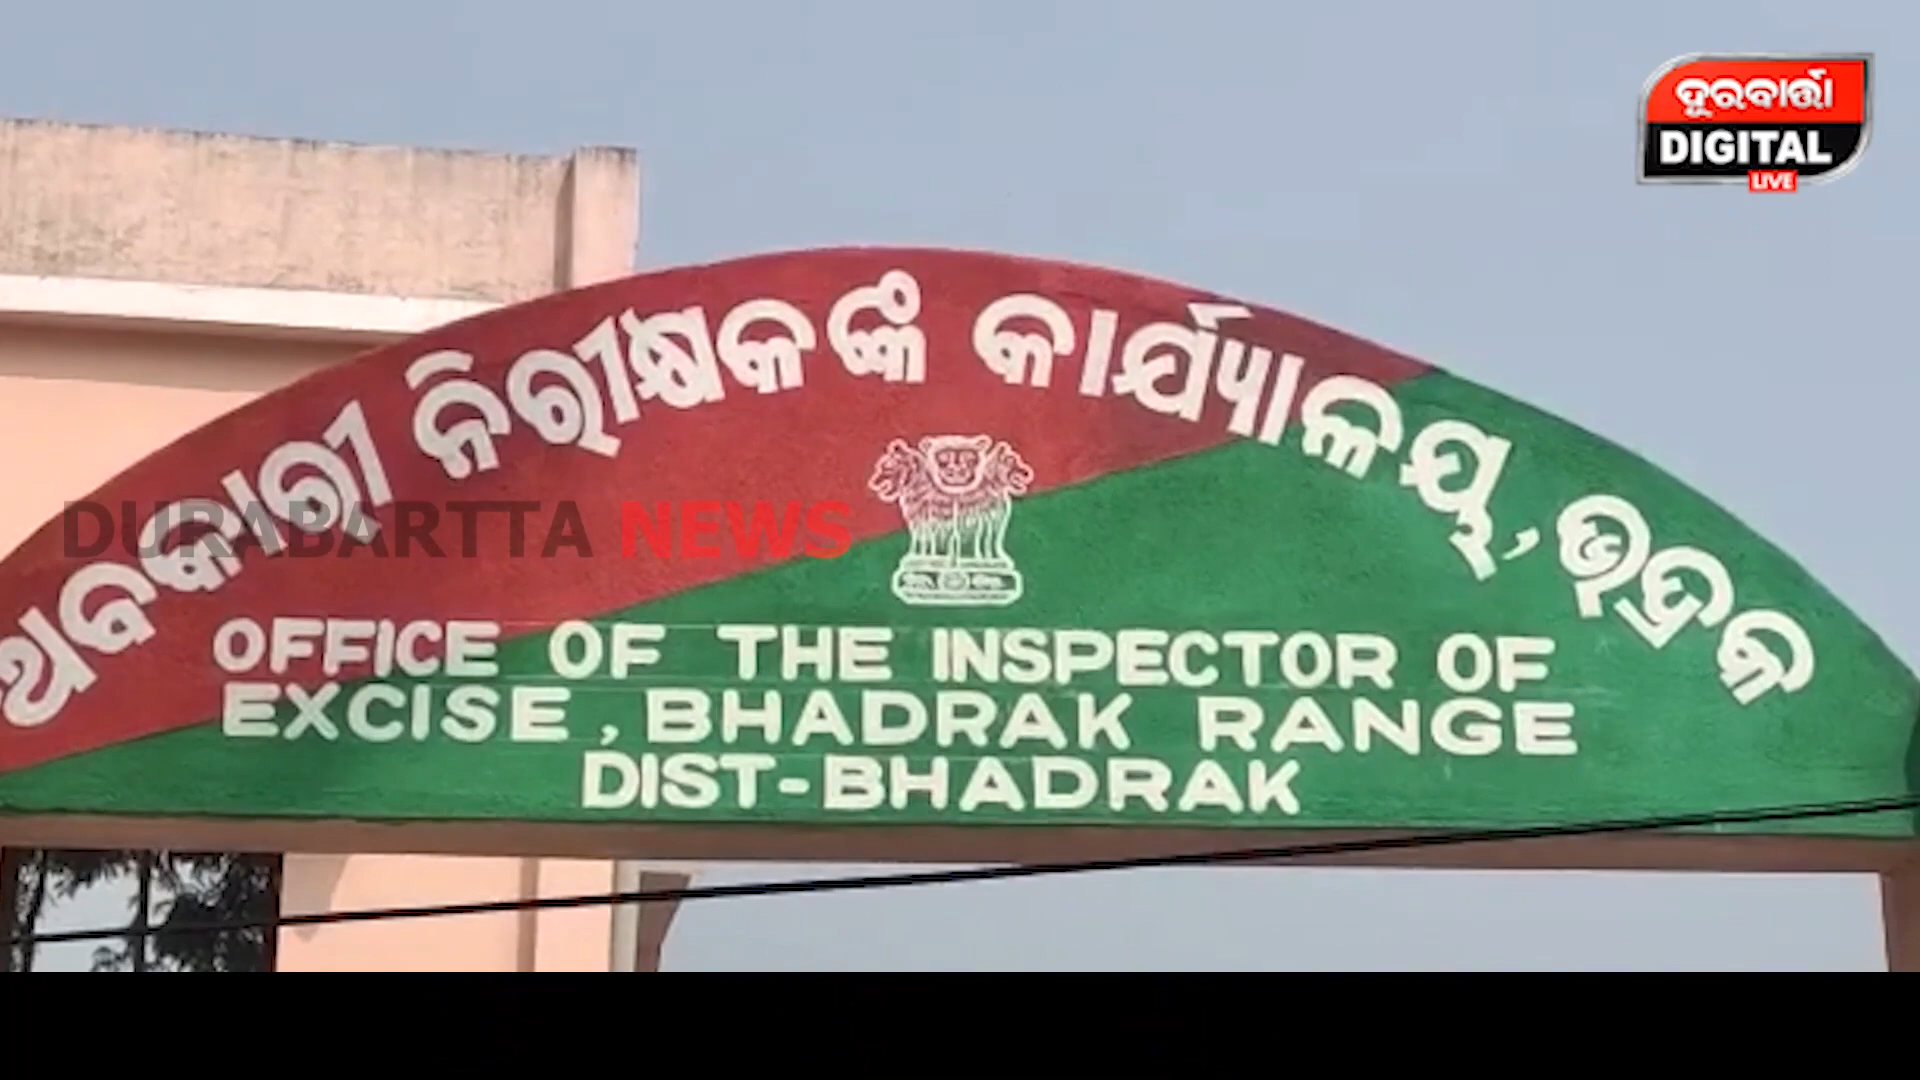 ଦୂରବାର୍ତ୍ତା
DIGITAL
LIVE
ଅବକାରୀ ନିରୀକ୍ଷକଙ୍କ କାର୍ଯ୍ୟାଳୟ, ଭଦ୍ରକ
DURABARTTA NEWS
OFFICE OF THE INSPECTOR OF
EXCISE, BHADRAK RANGE
DIST-BHADRAK